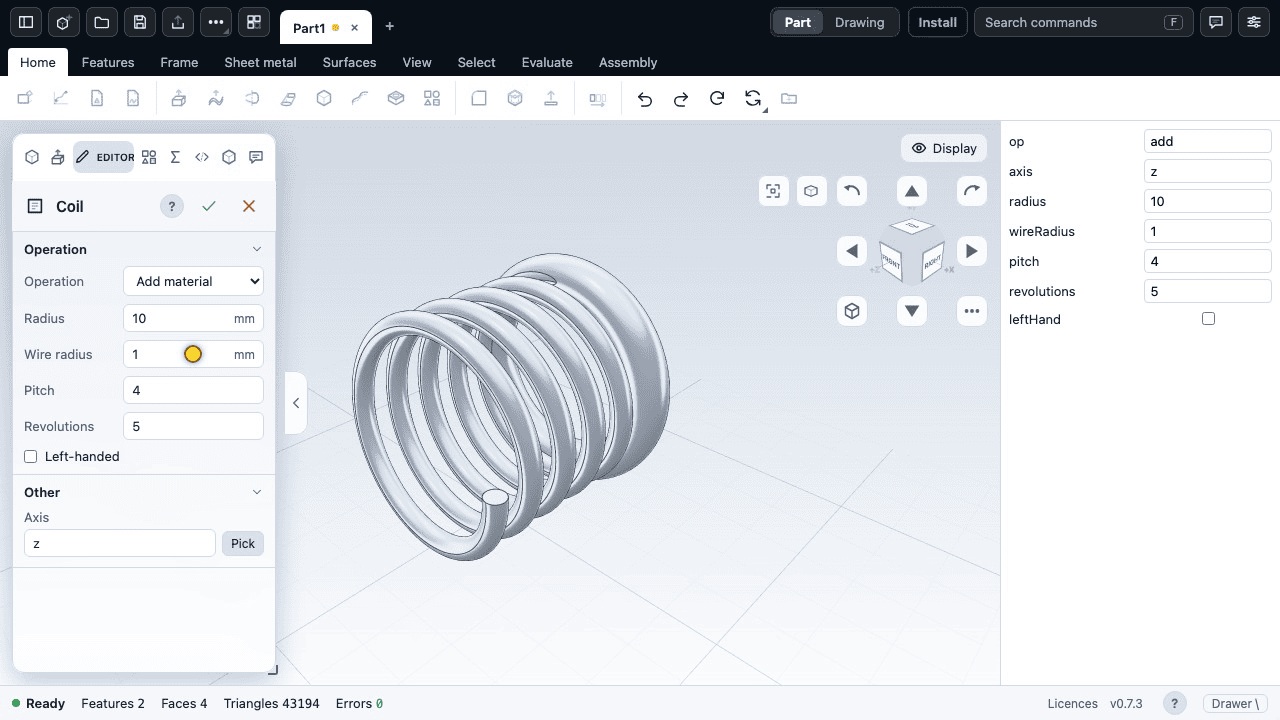 Part1
Part
Drawing
Install
Search commands
F
Home
Features
Frame
Sheet metal
Surfaces
View
Select
Evaluate
Assembly
EDITOR
Coil
?
Operation
Operation
Add material
Radius
10
mm
Wire radius
1
mm
Pitch
4
Revolutions
5
Left-handed
Other
Axis
z
Pick
Display
TOP
FRONT
RIGHT
+X
op
add
axis
z
radius
10
wireRadius
1
pitch
4
revolutions
5
leftHand
Ready
Features 2
Faces 4
Triangles 43194
Errors 0
Licences
v0.7.3
?
Drawer \